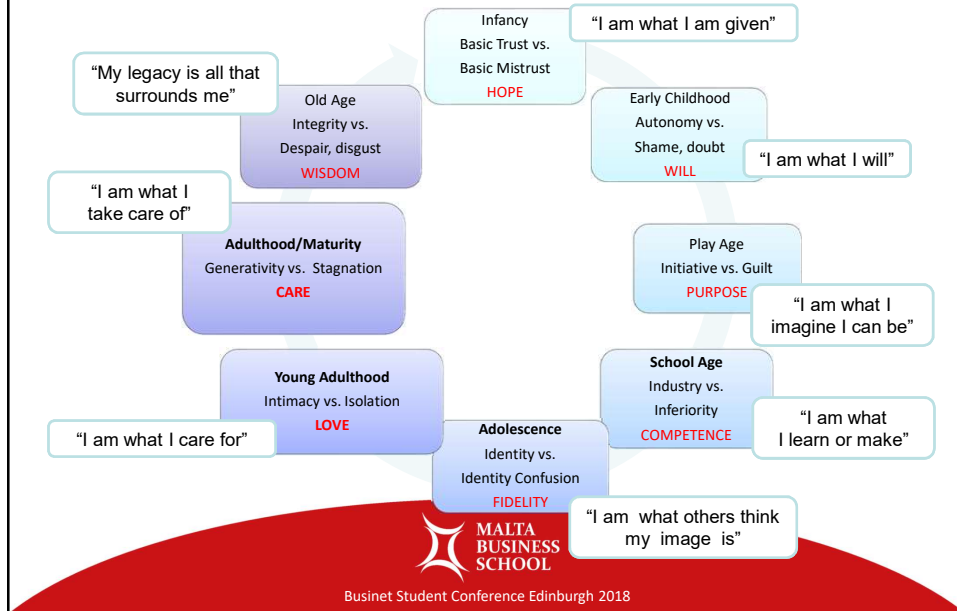 Infancy
Basic Trust vs.
Basic Mistrust
HOPE
“I am what I am given”
Early Childhood
Autonomy vs.
Shame, doubt
WILL
“I am what I will”
Play Age
Initiative vs. Guilt
PURPOSE
“I am what I
imagine I can be”
School Age
Industry vs.
Inferiority
COMPETENCE
“I am what
I learn or make”
Adolescence
Identity vs.
Identity Confusion
FIDELITY
“I am what others think
my image is”
Young Adulthood
Intimacy vs. Isolation
LOVE
“I am what I care for”
Adulthood/Maturity
Generativity vs. Stagnation
CARE
“I am what I
take care of”
Old Age
Integrity vs.
Despair, disgust
WISDOM
“My legacy is all that
surrounds me”
MALTA
BUSINESS
SCHOOL
Businet Student Conference Edinburgh 2018